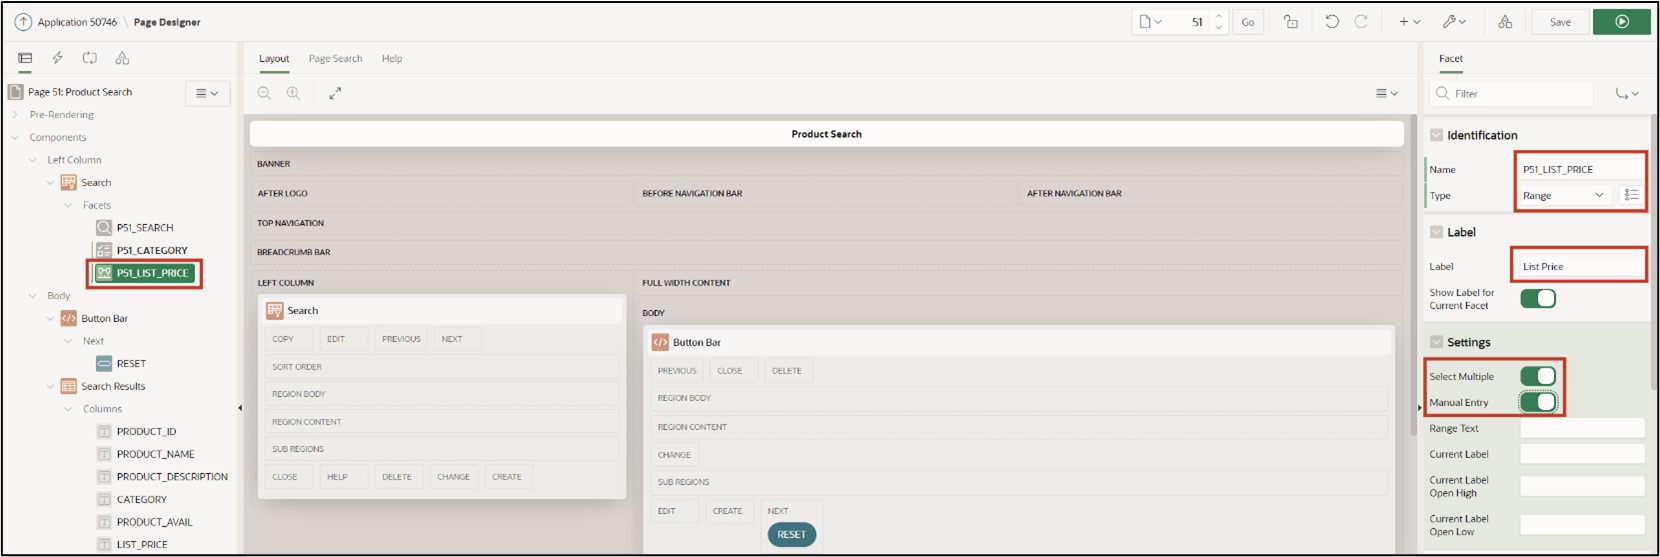 Application 50746 \ Page Designer
51
Go
Save
Page 51: Product Search
Pre-Rendering
Components
Left Column
Search
Facets
P51_SEARCH
P51_CATEGORY
P51_LIST_PRICE
Body
Button Bar
Next
RESET
Search Results
Columns
PRODUCT_ID
PRODUCT_NAME
PRODUCT_DESCRIPTION
CATEGORY
PRODUCT_AVAIL
LIST_PRICE
Layout Page Search Help
Product Search
BANNER
AFTER LOGO BEFORE NAVIGATION BAR AFTER NAVIGATION BAR
TOP NAVIGATION
BREADCRUMB BAR
LEFT COLUMN
Search
COPY EDIT PREVIOUS NEXT
SORT ORDER
REGION BODY
REGION CONTENT
SUB REGIONS
CLOSE HELP DELETE CHANGE CREATE
FULL WIDTH CONTENT
BODY
Button Bar
PREVIOUS CLOSE DELETE
REGION BODY
REGION CONTENT
CHANGE
SUB REGIONS
EDIT CREATE NEXT
RESET
Facet
Filter
Identification
Name P51_LIST_PRICE
Type Range
Label
Label List Price
Show Label for
Current Facet
Settings
Select Multiple
Manual Entry
Range Text
Current Label
Current Label
Open High
Current Label
Open Low